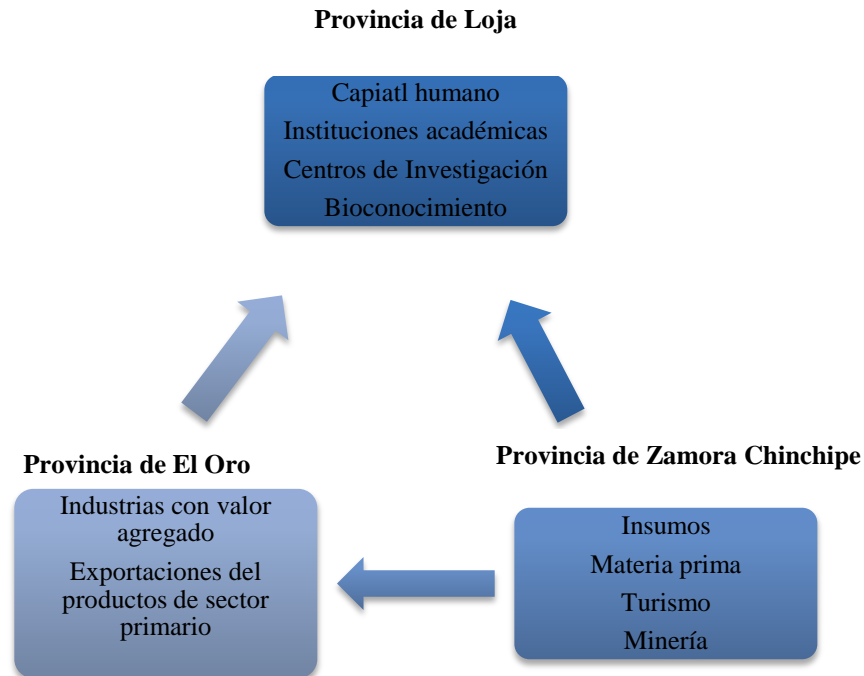 Provincia de Loja
Capiatl humano
Instituciones académicas
Centros de Investigación
Bioconocimiento
Provincia de El Oro
Industrias con valor
agregado
Exportaciones del
productos de sector
primario
Provincia de Zamora Chinchipe
Insumos
Materia prima
Turismo
Minería